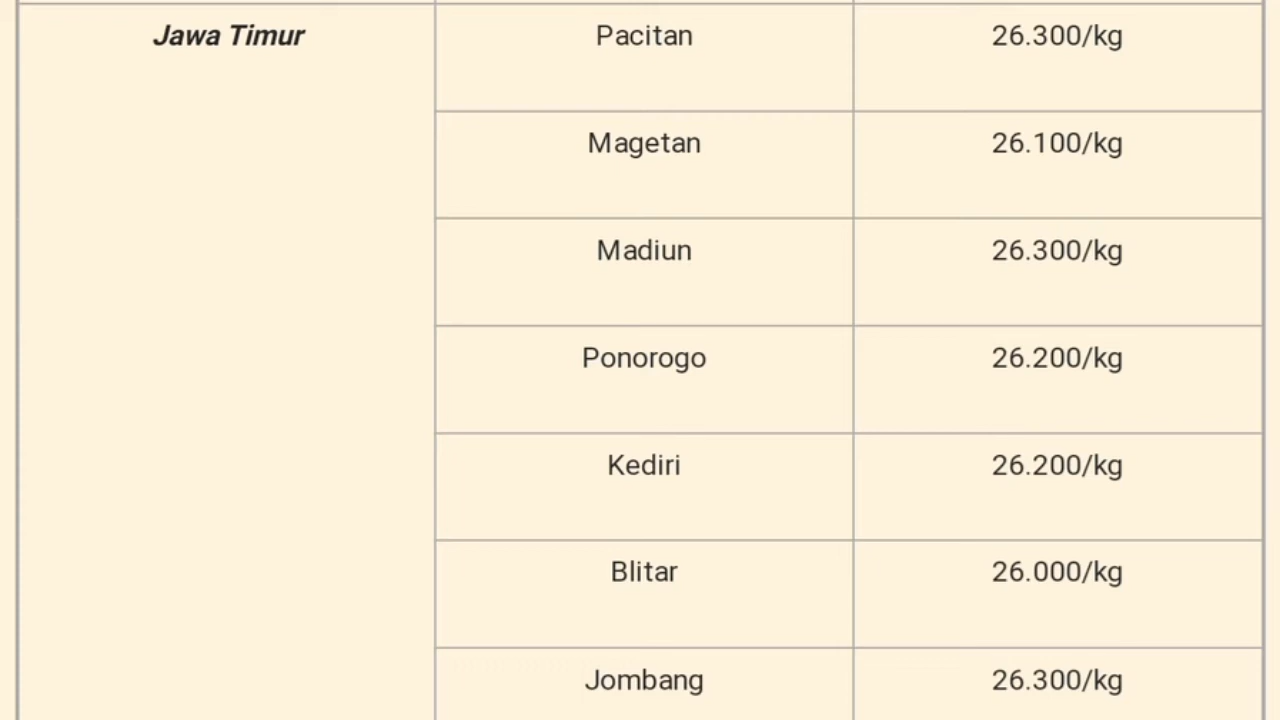 Jawa Timur Pacitan 26.300/kg
Magetan 26.100/kg
Madiun 26.300/kg
Ponorogo 26.200/kg
Kediri 26.200/kg
Blitar 26.000/kg
Jombang 26.300/kg